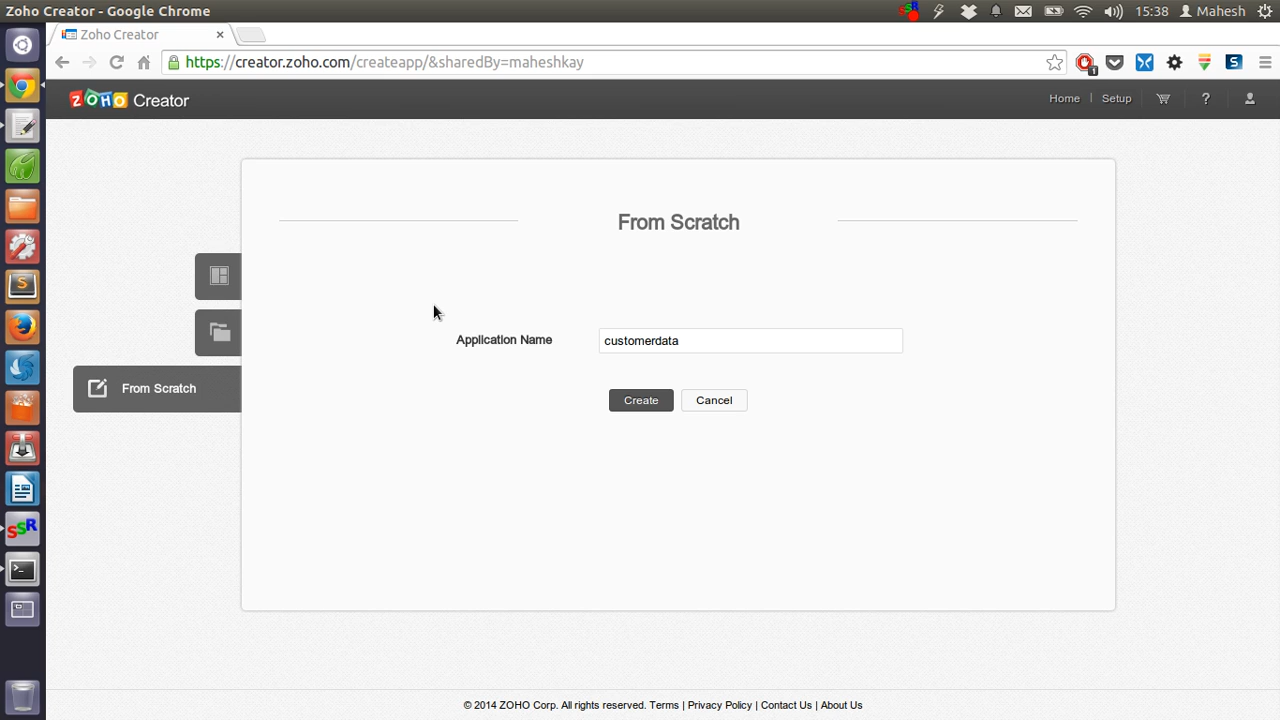 Zoho Creator - Google Chrome
15:38 Mahesh
Zoho Creator ×
https://creator.zoho.com/createapp/&sharedBy=maheshkay
1
S
ZOHO Creator
Home | Setup ?
From Scratch
Application Name customerdata
From Scratch
Create Cancel
S
SSR
>_
© 2014 ZOHO Corp. All rights reserved. Terms | Privacy Policy | Contact Us | About Us